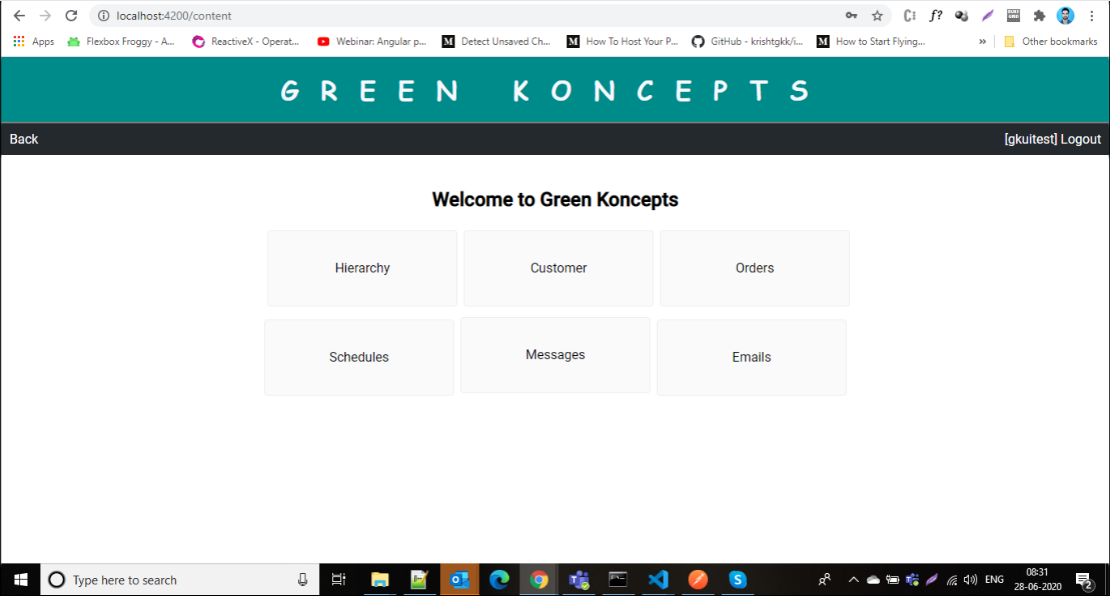 localhost:4200/content
f?
Apps Flexbox Froggy - A... ReactiveX - Operat... Webinar: Angular p... Detect Unsaved Ch... How To Host Your P... GitHub - krishtgkk/i... How to Start Flying... » Other bookmarks
GREEN KONCEPTS
Back [gkuitest] Logout
Welcome to Green Koncepts
Hierarchy Customer Orders
Schedules Messages Emails
Type here to search ENG 08:31
28-06-2020 2